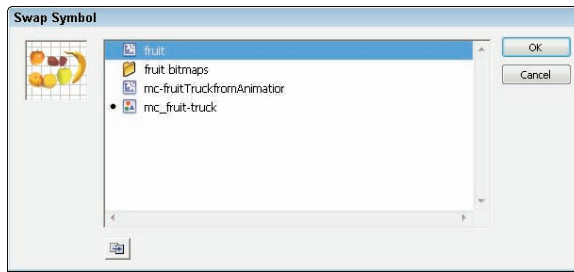 Swap Symbol
fruit
fruit bitmaps
mc-fruitTruckfromAnimatior
mc_fruit-truck
OK
Cancel